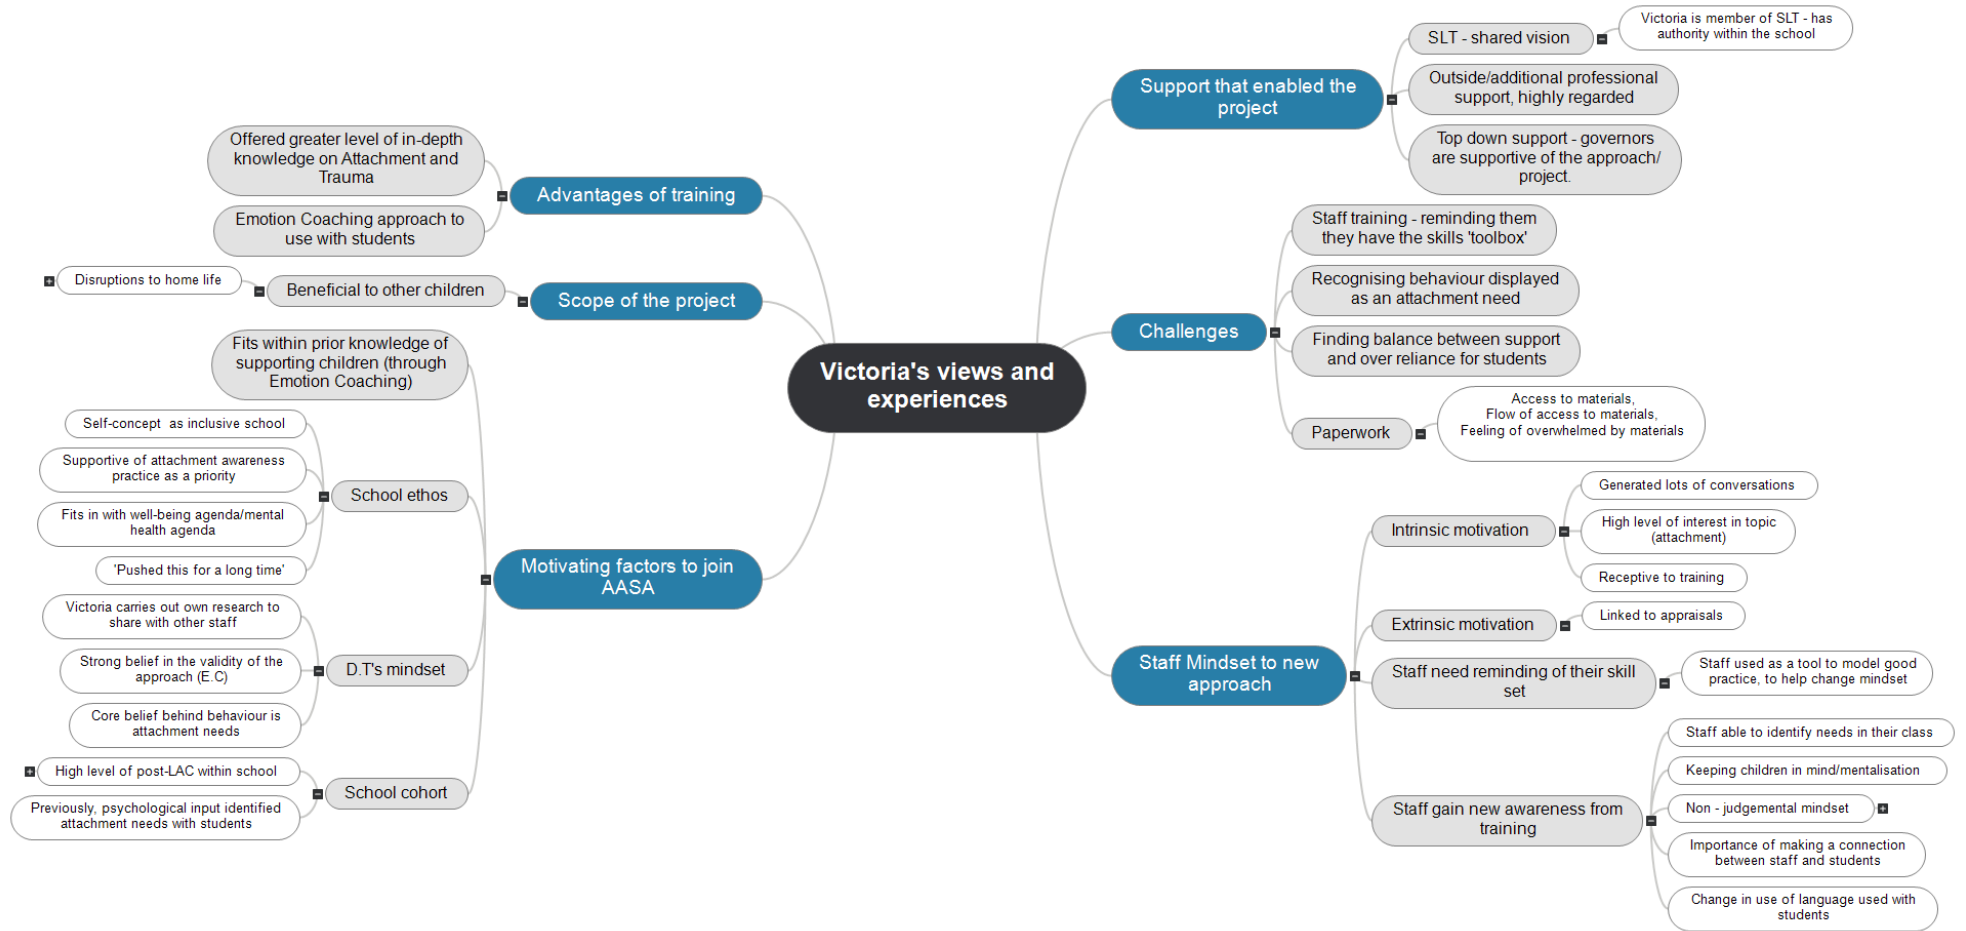 Victoria's views and
experiences
Support that enabled the
project
SLT - shared vision
Victoria is member of SLT - has
authority within the school
Outside/additional professional
support, highly regarded
Top down support - governors
are supportive of the approach/
project.
Challenges
Staff training - reminding them
they have the skills 'toolbox'
Recognising behaviour displayed
as an attachment need
Finding balance between support
and over reliance for students
Paperwork
Access to materials,
Flow of access to materials,
Feeling of overwhelmed by materials
Staff Mindset to new
approach
Intrinsic motivation
Generated lots of conversations
High level of interest in topic
(attachment)
Receptive to training
Extrinsic motivation
Linked to appraisals
Staff need reminding of their skill
set
Staff used as a tool to model good
practice, to help change mindset
Staff gain new awareness from
training
Staff able to identify needs in their class
Keeping children in mind/mentalisation
Non - judgemental mindset
Importance of making a connection
between staff and students
Change in use of language used with
students
Advantages of training
Offered greater level of in-depth
knowledge on Attachment and
Trauma
Emotion Coaching approach to
use with students
Scope of the project
Beneficial to other children
Disruptions to home life
Motivating factors to join
AASA
Fits within prior knowledge of
supporting children (through
Emotion Coaching)
School ethos
Self-concept  as inclusive school
Supportive of attachment awareness
practice as a priority
Fits in with well-being agenda/mental
health agenda
'Pushed this for a long time'
D.T's mindset
Victoria carries out own research to
share with other staff
Strong belief in the validity of the
approach (E.C)
Core belief behind behaviour is
attachment needs
School cohort
High level of post-LAC within school
Previously, psychological input identified
attachment needs with students